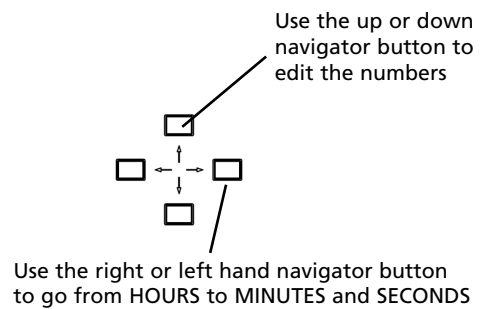 Use the up or down
navigator button to
edit the numbers
Use the right or left hand navigator button
to go from HOURS to MINUTES and SECONDS